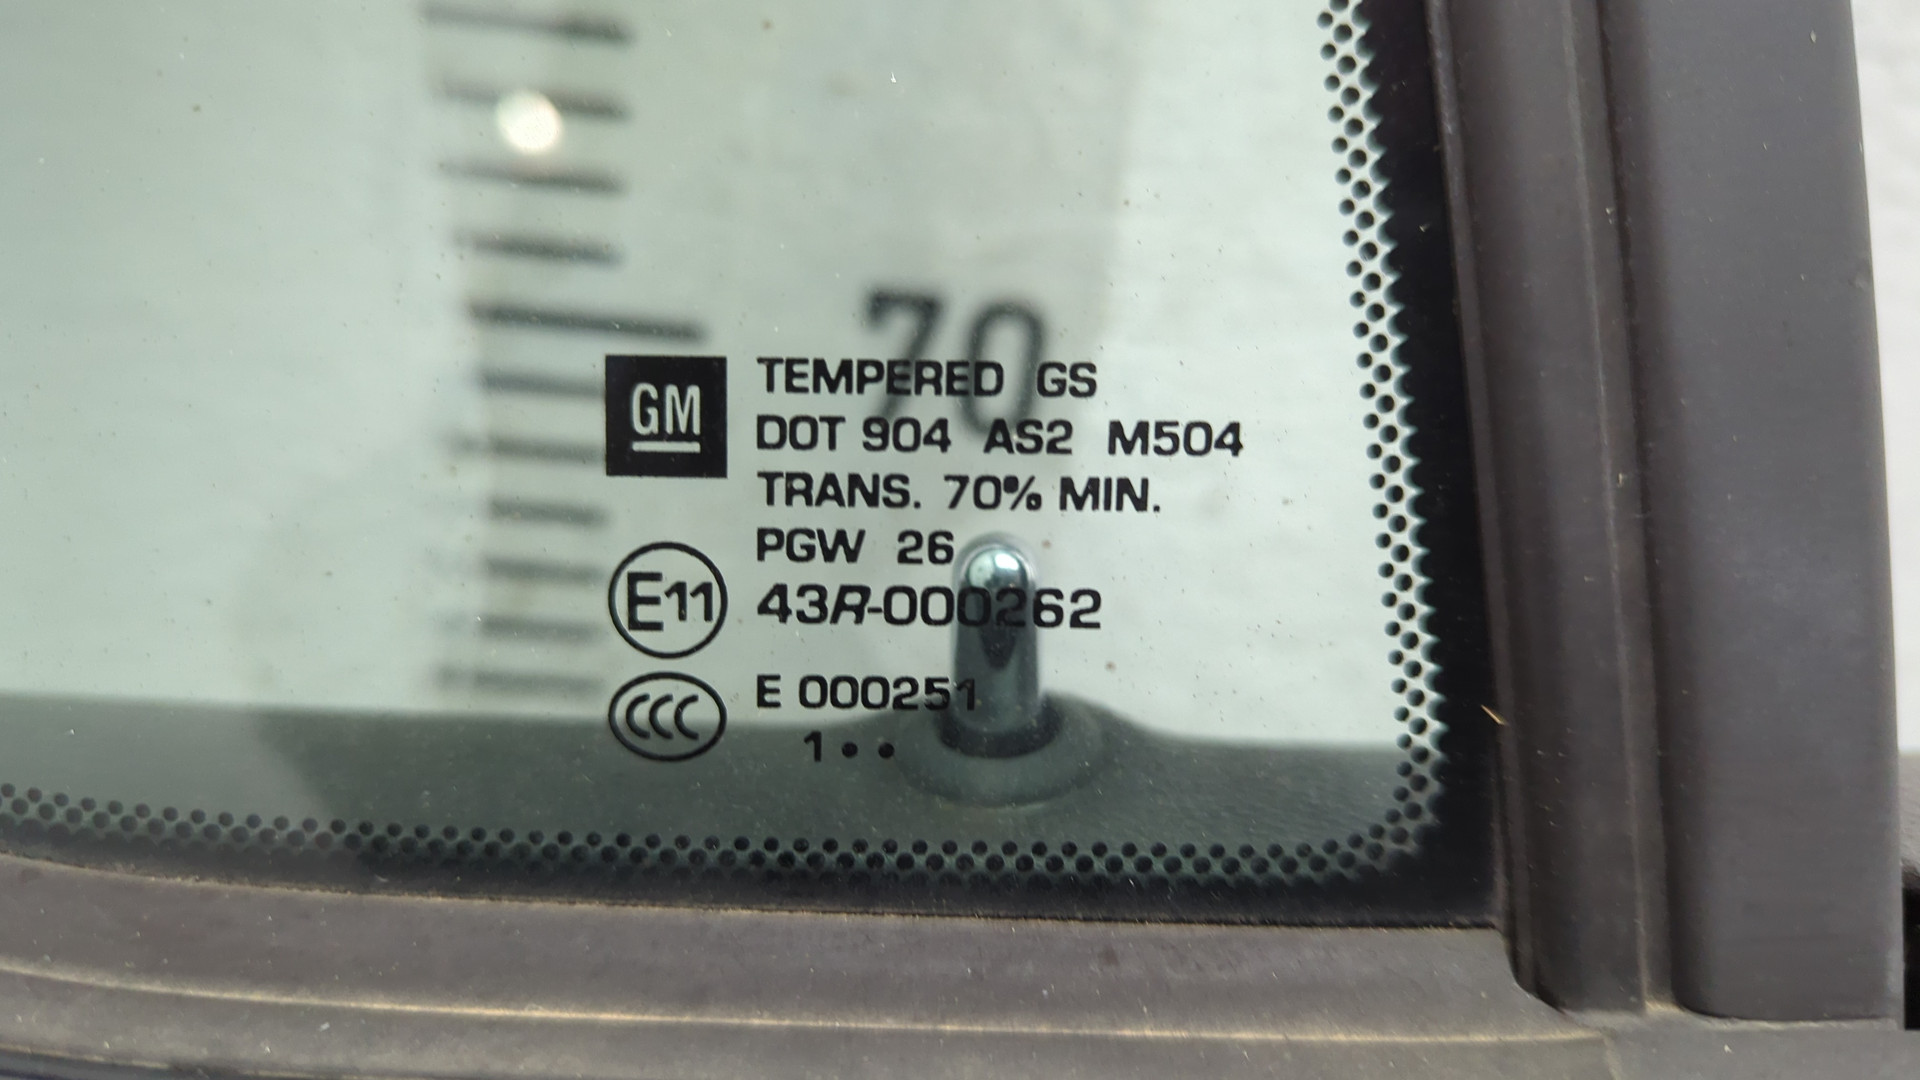 70
GM
TEMPERED GS
DOT 904 AS2 M504
TRANS. 70% MIN.
PGW 26
E11 43R-000262
CCC E 000251
1••